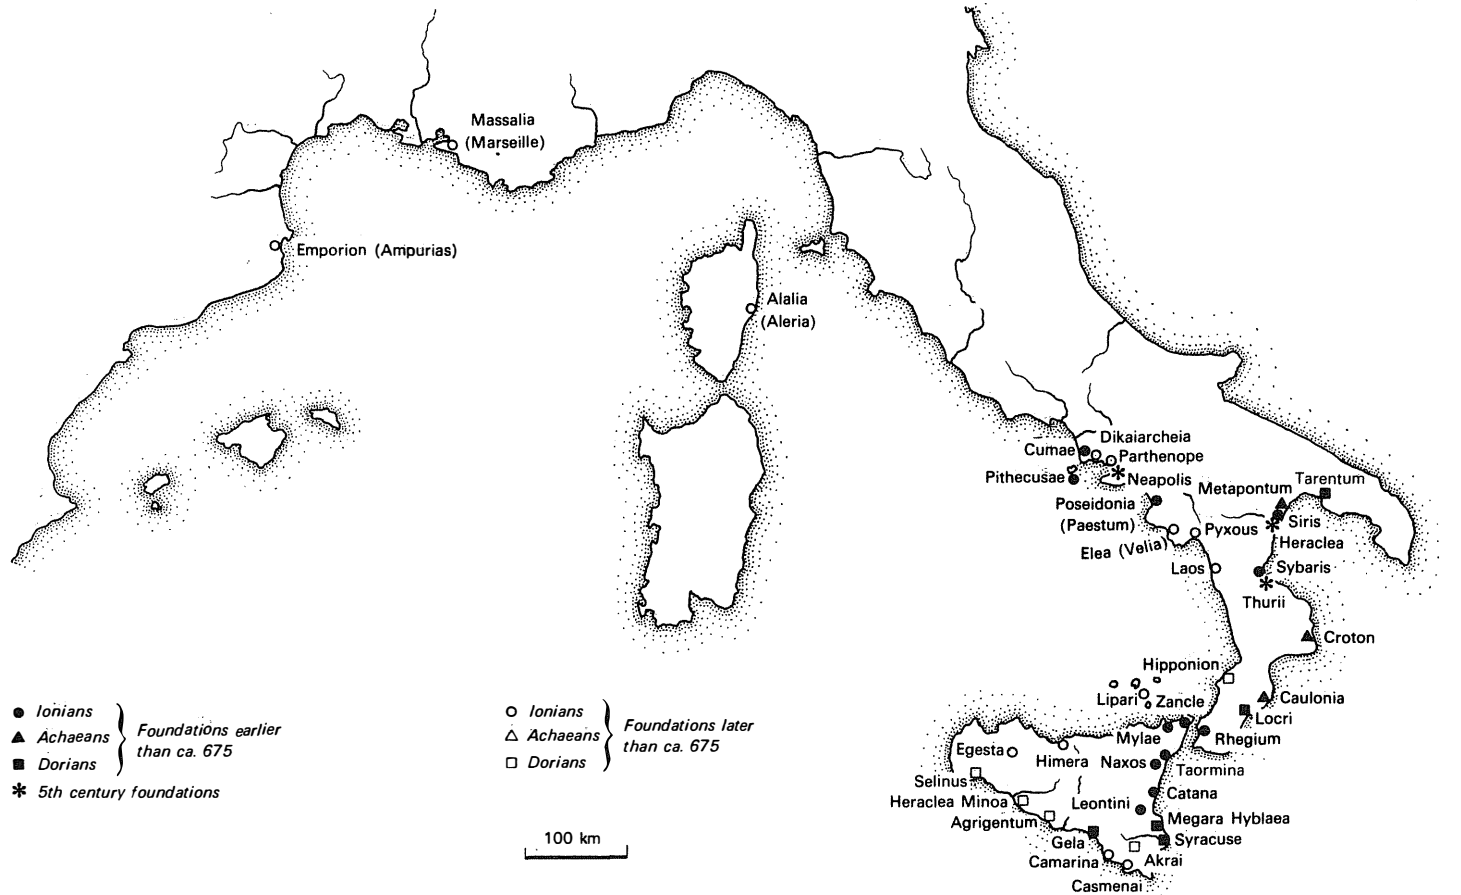 Massalia
(Marseille)
Emporion (Ampurias)
Alalia
(Aleria)
Dikaiarcheia
Cumae
Parthenope
Pithecusae
Neapolis
Tarentum
Metapontum
Poseidonia
(Paestum)
Siris
Pyxous
Heraclea
Elea (Velia)
Laos
Sybaris
Thurii
Croton
Hipponion
Lipari
Zancle
Caulonia
Locri
Mylae
Rhegium
Egesta
Himera
Naxos
Taormina
Selinus
Catana
Heraclea Minoa
Leontini
Agrigentum
Megara Hyblaea
Gela
Syracuse
Camarina
Akrai
Casmenai
Ionians
Achaeans
Dorians
Foundations earlier
than ca. 675
5th century foundations
Ionians
Achaeans
Dorians
Foundations later
than ca. 675
100 km